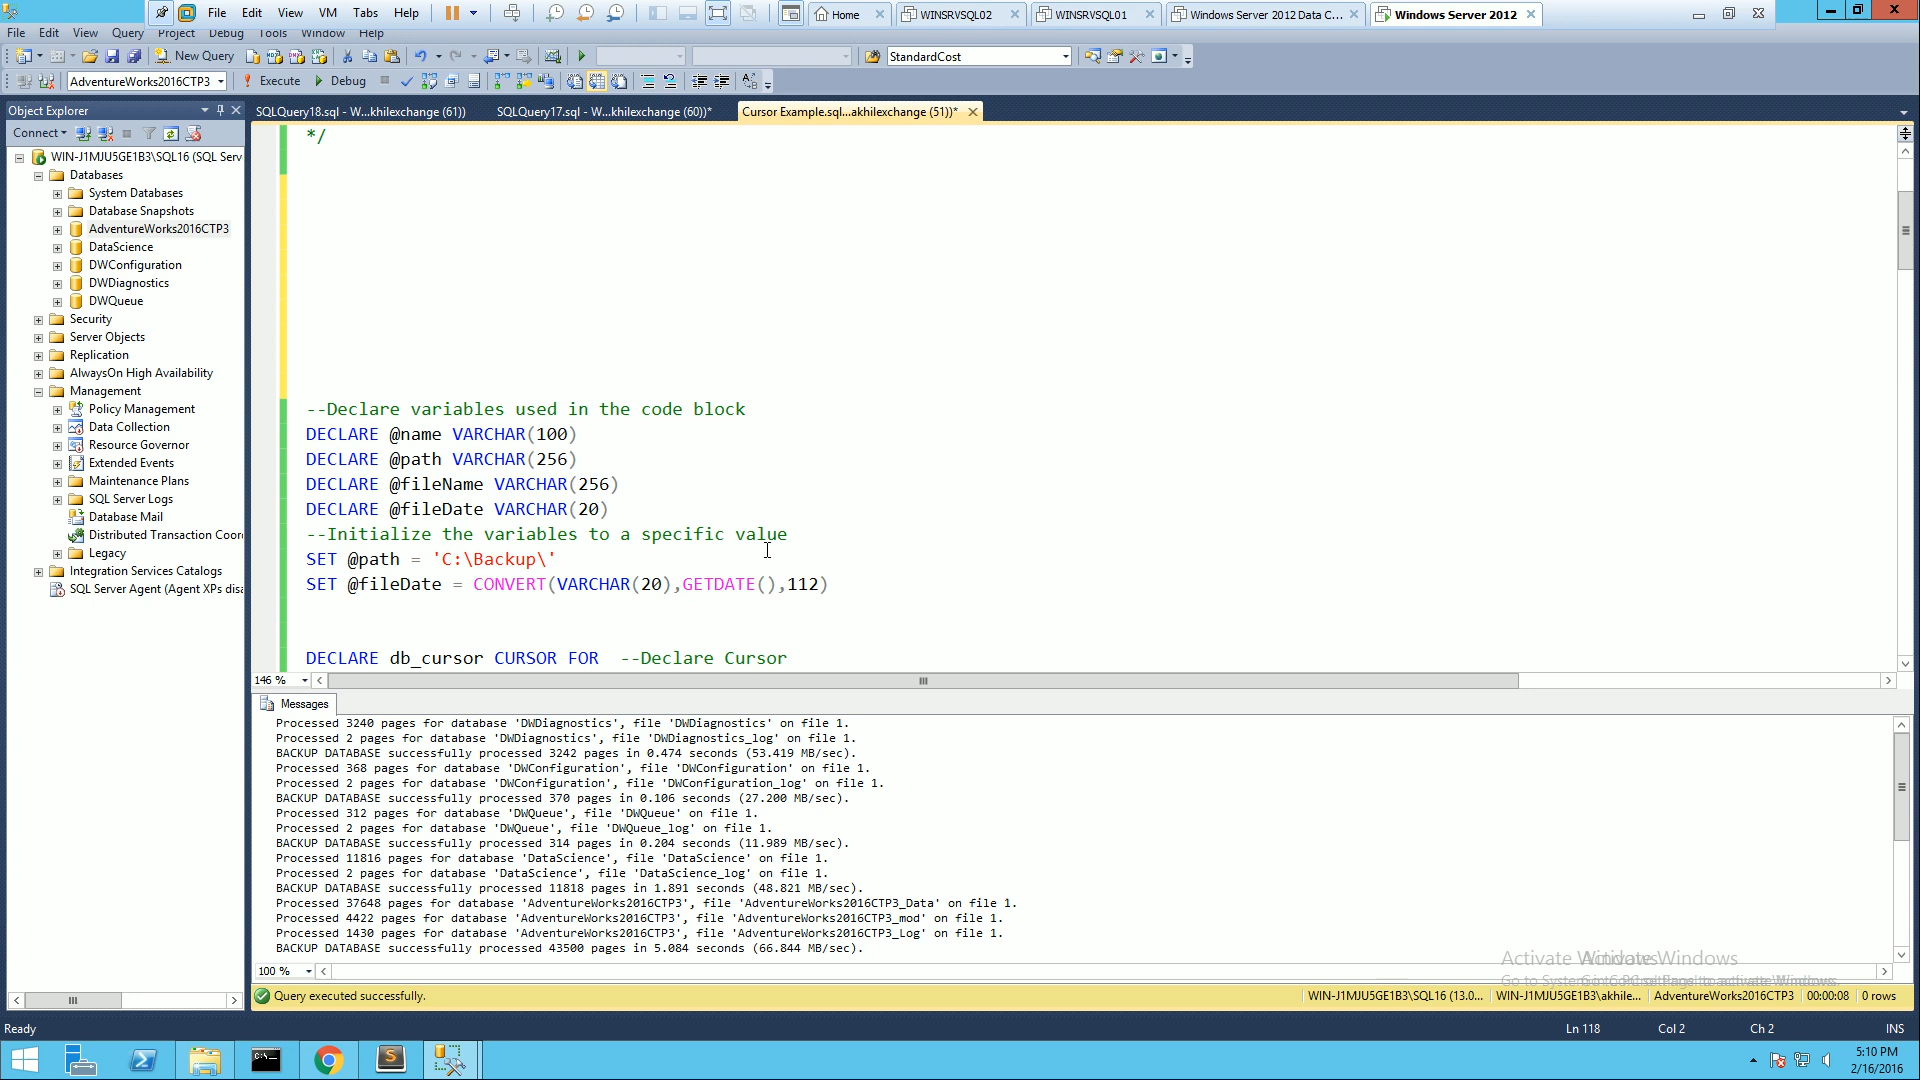 File Edit View VM Tabs Help Home WINSRVSQL02 WINSRVSQL01 Windows Server 2012 Data C... Windows Server 2012
File Edit View Query Project Debug Tools Window Help
New Query StandardCost
AdventureWorks2016CTP3 Execute Debug
Object Explorer
SQLQuery18.sql - W...khilexchange (61)) SQLQuery17.sql - W...khilexchange (60))* Cursor Example.sql...akhilexchange (51))*
Connect
WIN-J1MJU5GE1B3\SQL16 (SQL Serv
Databases
System Databases
Database Snapshots
AdventureWorks2016CTP3
DataScience
DWConfiguration
DWDiagnostics
DWQueue
Security
Server Objects
Replication
AlwaysOn High Availability
Management
Policy Management
Data Collection
Resource Governor
Extended Events
Maintenance Plans
SQL Server Logs
Database Mail
Distributed Transaction Coor
Legacy
Integration Services Catalogs
SQL Server Agent (Agent XPs disa
*/
--Declare variables used in the code block
DECLARE @name VARCHAR(100)
DECLARE @path VARCHAR(256)
DECLARE @fileName VARCHAR(256)
DECLARE @fileDate VARCHAR(20)
--Initialize the variables to a specific value
SET @path = 'C:\Backup\'
SET @fileDate = CONVERT(VARCHAR(20),GETDATE(),112)
DECLARE db_cursor CURSOR FOR --Declare Cursor
146 %
Messages
Processed 3240 pages for database 'DWDiagnostics', file 'DWDiagnostics' on file 1.
Processed 2 pages for database 'DWDiagnostics', file 'DWDiagnostics_log' on file 1.
BACKUP DATABASE successfully processed 3242 pages in 0.474 seconds (53.419 MB/sec).
Processed 368 pages for database 'DWConfiguration', file 'DWConfiguration' on file 1.
Processed 2 pages for database 'DWConfiguration', file 'DWConfiguration_log' on file 1.
BACKUP DATABASE successfully processed 370 pages in 0.106 seconds (27.200 MB/sec).
Processed 312 pages for database 'DWQueue', file 'DWQueue' on file 1.
Processed 2 pages for database 'DWQueue', file 'DWQueue_log' on file 1.
BACKUP DATABASE successfully processed 314 pages in 0.204 seconds (11.989 MB/sec).
Processed 11816 pages for database 'DataScience', file 'DataScience' on file 1.
Processed 2 pages for database 'DataScience', file 'DataScience_log' on file 1.
BACKUP DATABASE successfully processed 11818 pages in 1.891 seconds (48.821 MB/sec).
Processed 37648 pages for database 'AdventureWorks2016CTP3', file 'AdventureWorks2016CTP3_Data' on file 1.
Processed 4422 pages for database 'AdventureWorks2016CTP3', file 'AdventureWorks2016CTP3_mod' on file 1.
Processed 1430 pages for database 'AdventureWorks2016CTP3', file 'AdventureWorks2016CTP3_Log' on file 1.
BACKUP DATABASE successfully processed 43500 pages in 5.084 seconds (66.844 MB/sec).
Activate Windows
100 %
Query executed successfully. WIN-J1MJU5GE1B3\SQL16 (13.0... WIN-J1MJU5GE1B3\akhile... AdventureWorks2016CTP3 00:00:08 0 rows
Ready Ln 118 Col 2 Ch 2 INS
5:10 PM
2/16/2016